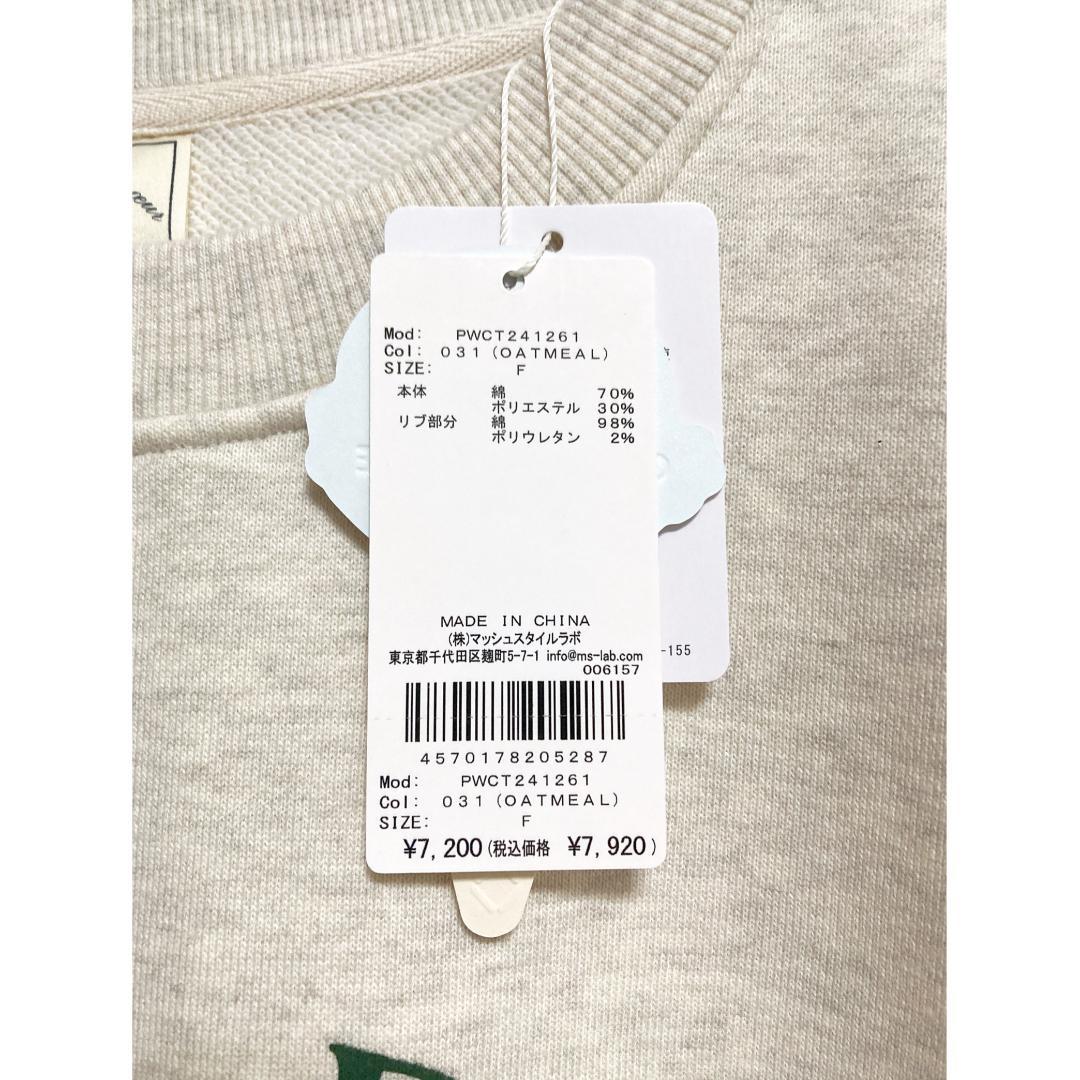 œur
Mod: PWCT241261
Col: 031 (OATMEAL)
SIZE: F
本体 綿 70%
ポリエステル 30%
リブ部分 綿 98%
ポリウレタン 2%
MADE IN CHINA
(株)マッシュスタイルラボ
東京都千代田区麹町5-7-1 info@ms-lab.com
-155
006157
4570178205287
Mod: PWCT241261
Col: 031 (OATMEAL)
SIZE: F
¥7,200 (税込価格 ¥7,920)